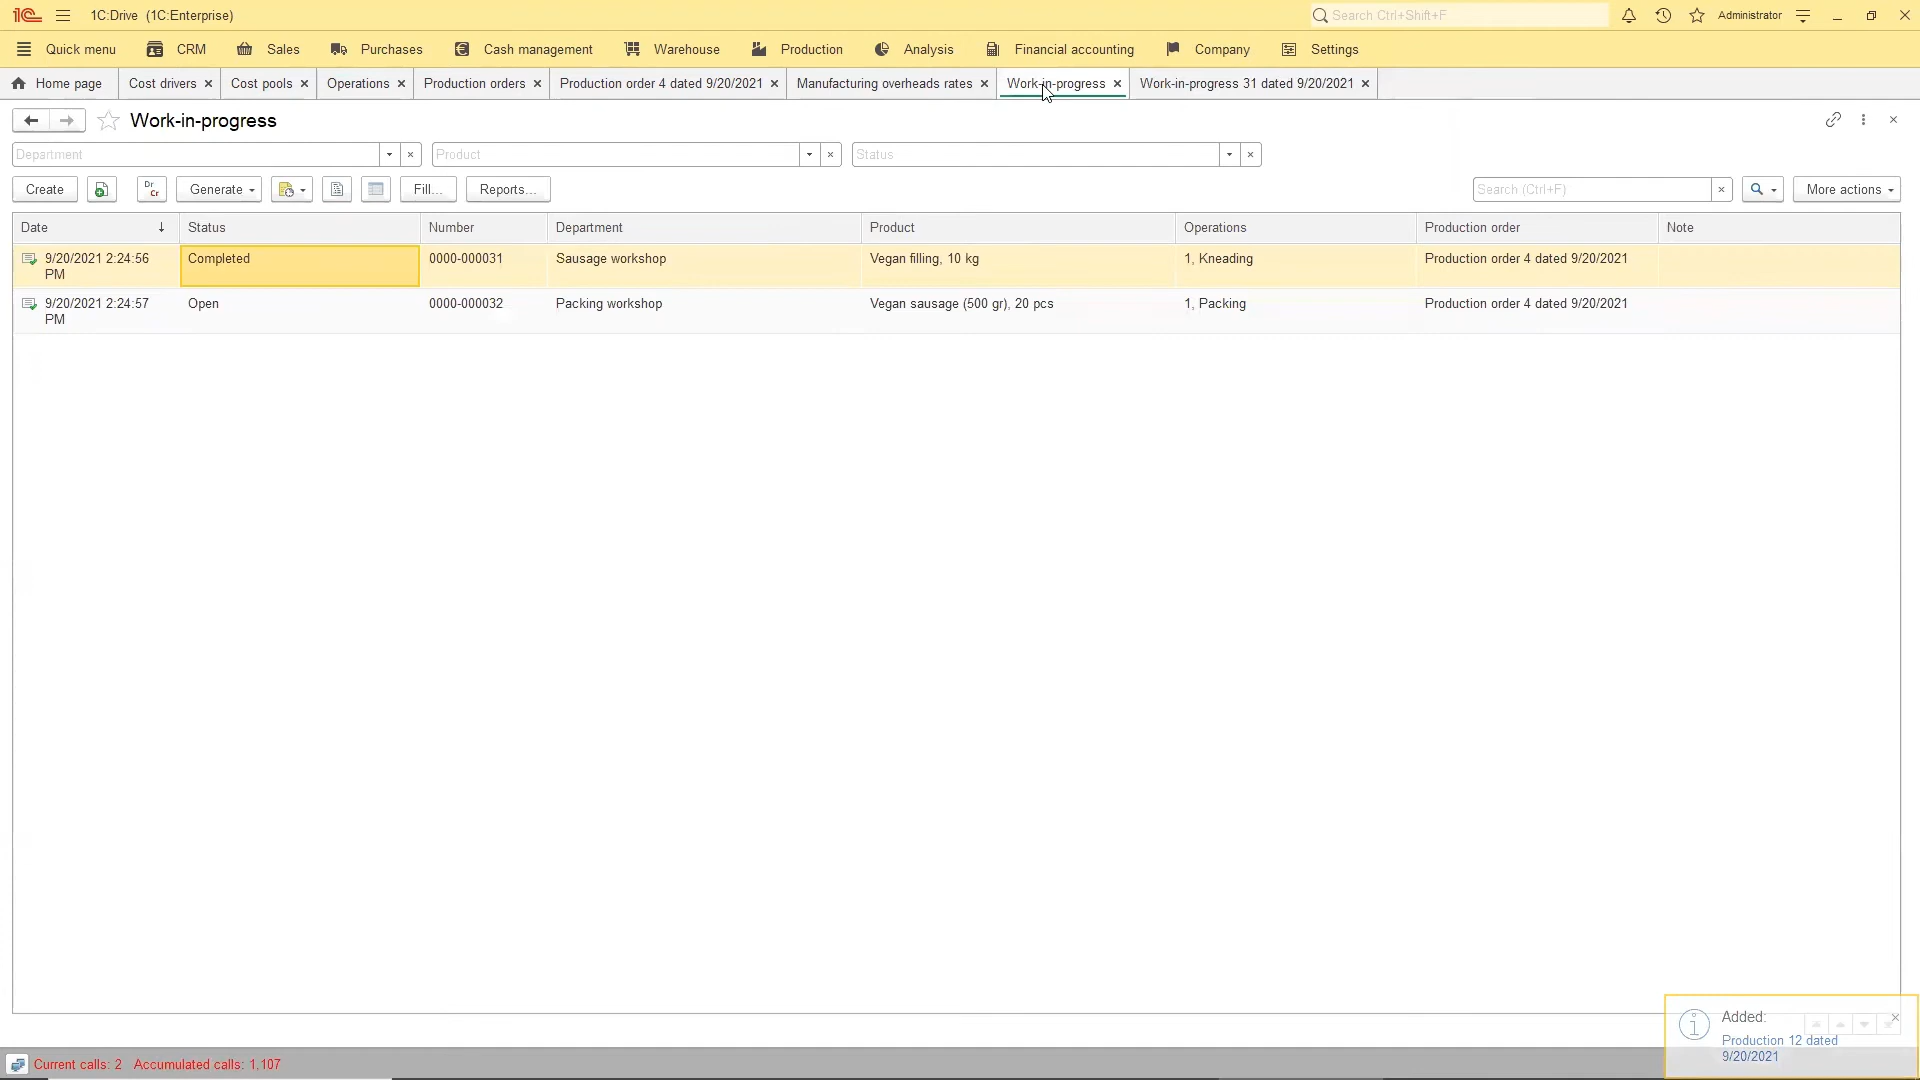 1C:Drive (1C:Enterprise)
Search Ctrl+Shift+F
Administrator
Quick menu
CRM
Sales
Purchases
Cash management
Warehouse
Production
Analysis
Financial accounting
Company
Settings
Home page
Cost drivers
Cost pools
Operations
Production orders
Production order 4 dated 9/20/2021
Manufacturing overheads rates
Work-in-progress
Work-in-progress 31 dated 9/20/2021
Work-in-progress
Department
Product
Status
Create
Dr
Cr
Generate
Fill...
Reports...
Search (Ctrl+F)
More actions
Date
Status
Number
Department
Product
Operations
Production order
Note
9/20/2021 2:24:56 PM
Completed
0000-000031
Sausage workshop
Vegan filling, 10 kg
1, Kneading
Production order 4 dated 9/20/2021
9/20/2021 2:24:57 PM
Open
0000-000032
Packing workshop
Vegan sausage (500 gr), 20 pcs
1, Packing
Production order 4 dated 9/20/2021
Added:
Production 12 dated
9/20/2021
Current calls: 2 Accumulated calls: 1,107